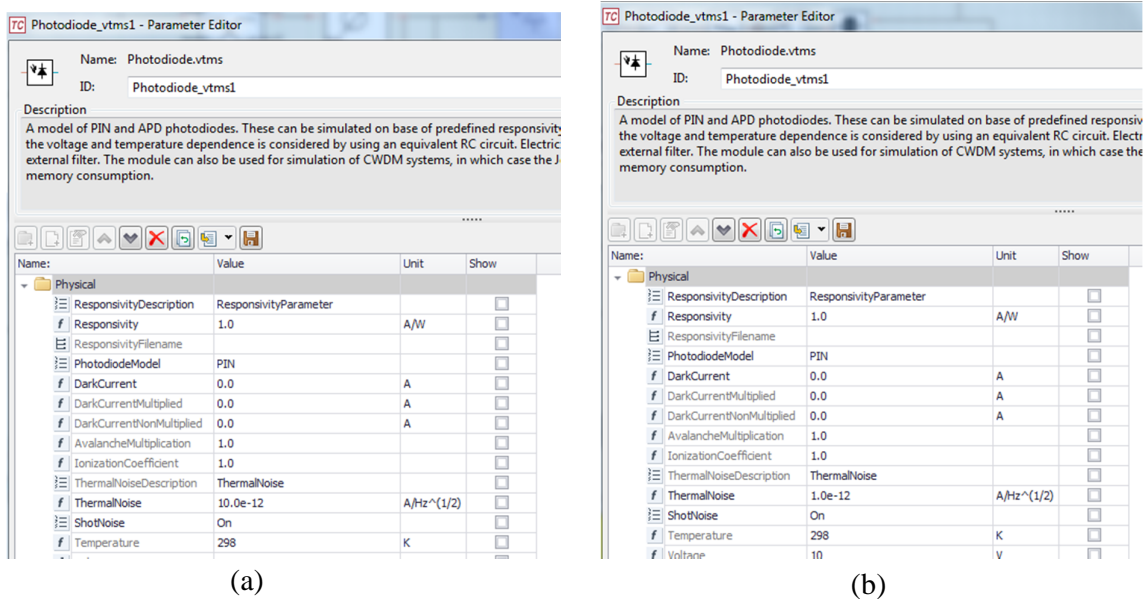 TC Photodiode_vtms1 - Parameter Editor
Name: Photodiode.vtms
ID: Photodiode_vtms1
Description
A model of PIN and APD photodiodes. These can be simulated on base of predefined responsivity
the voltage and temperature dependence is considered by using an equivalent RC circuit. Electric
external filter. The module can also be used for simulation of CWDM systems, in which case the J
memory consumption.
Name: Value Unit Show
Physical
ResponsivityDescription ResponsivityParameter
f Responsivity 1.0 A/W
ResponsivityFilename
PhotodiodeModel PIN
f DarkCurrent 0.0 A
f DarkCurrentMultiplied 0.0 A
f DarkCurrentNonMultiplied 0.0 A
f AvalancheMultiplication 1.0
f IonizationCoefficient 1.0
ThermalNoiseDescription ThermalNoise
f ThermalNoise 10.0e-12 A/Hz^(1/2)
ShotNoise On
f Temperature 298 K
(a)
TC Photodiode_vtms1 - Parameter Editor
Name: Photodiode.vtms
ID: Photodiode_vtms1
Description
A model of PIN and APD photodiodes. These can be simulated on base of predefined responsiv
the voltage and temperature dependence is considered by using an equivalent RC circuit. Electr
external filter. The module can also be used for simulation of CWDM systems, in which case the
memory consumption.
Name: Value Unit Show
Physical
ResponsivityDescription ResponsivityParameter
f Responsivity 1.0 A/W
ResponsivityFilename
PhotodiodeModel PIN
f DarkCurrent 0.0 A
f DarkCurrentMultiplied 0.0 A
f DarkCurrentNonMultiplied 0.0 A
f AvalancheMultiplication 1.0
f IonizationCoefficient 1.0
ThermalNoiseDescription ThermalNoise
f ThermalNoise 1.0e-12 A/Hz^(1/2)
ShotNoise On
f Temperature 298 K
f Voltage 10 V
(b)